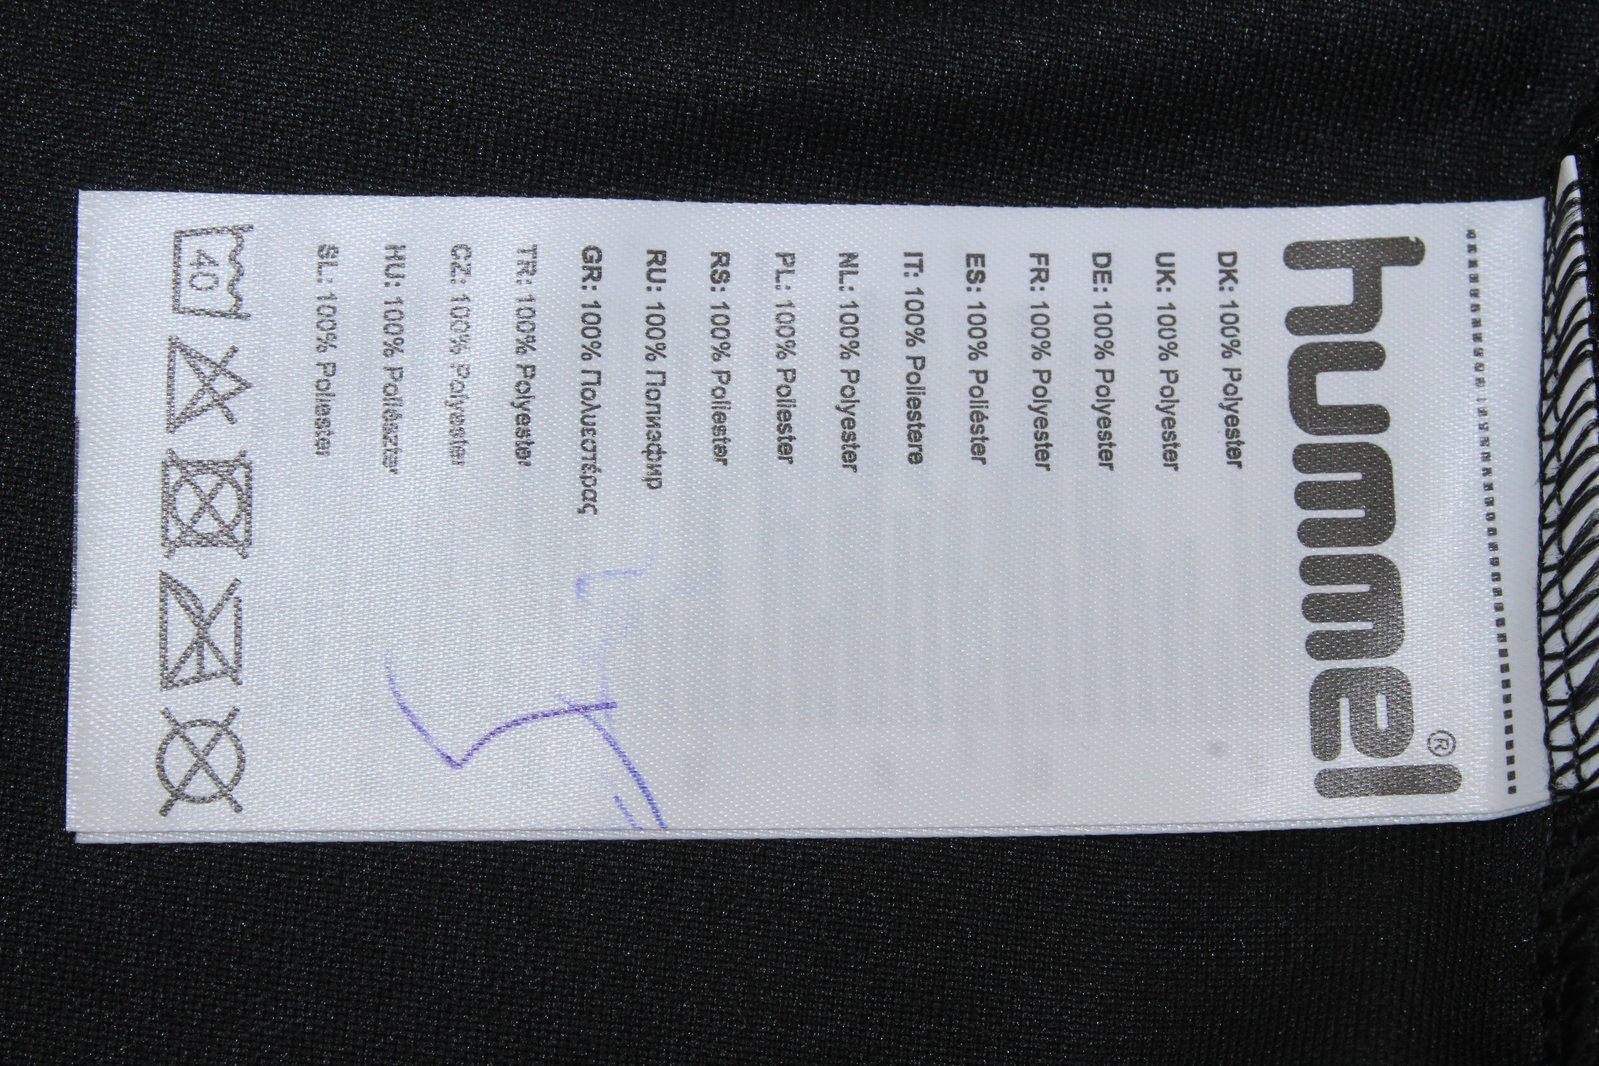 hummel®
DK: 100% Polyester
UK: 100% Polyester
DE: 100% Polyester
FR: 100% Polyester
ES: 100% Poliéster
IT: 100% Poliestere
NL: 100% Polyester
PL: 100% Poliester
RS: 100% Poliester
RU: 100% Полиэфир
GR: 100% Πολυεστέρας
TR: 100% Polyester
CZ: 100% Polyester
HU: 100% Poliészter
SL: 100% Poliester
40